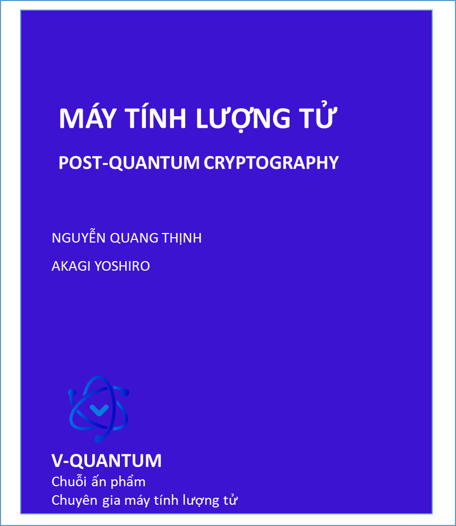 MÁY TÍNH LƯỢNG TỬ
POST-QUANTUM CRYPTOGRAPHY
NGUYỄN QUANG THỊNH
AKAGI YOSHIRO
V-QUANTUM
Chuỗi ấn phẩm
Chuyên gia máy tính lượng tử